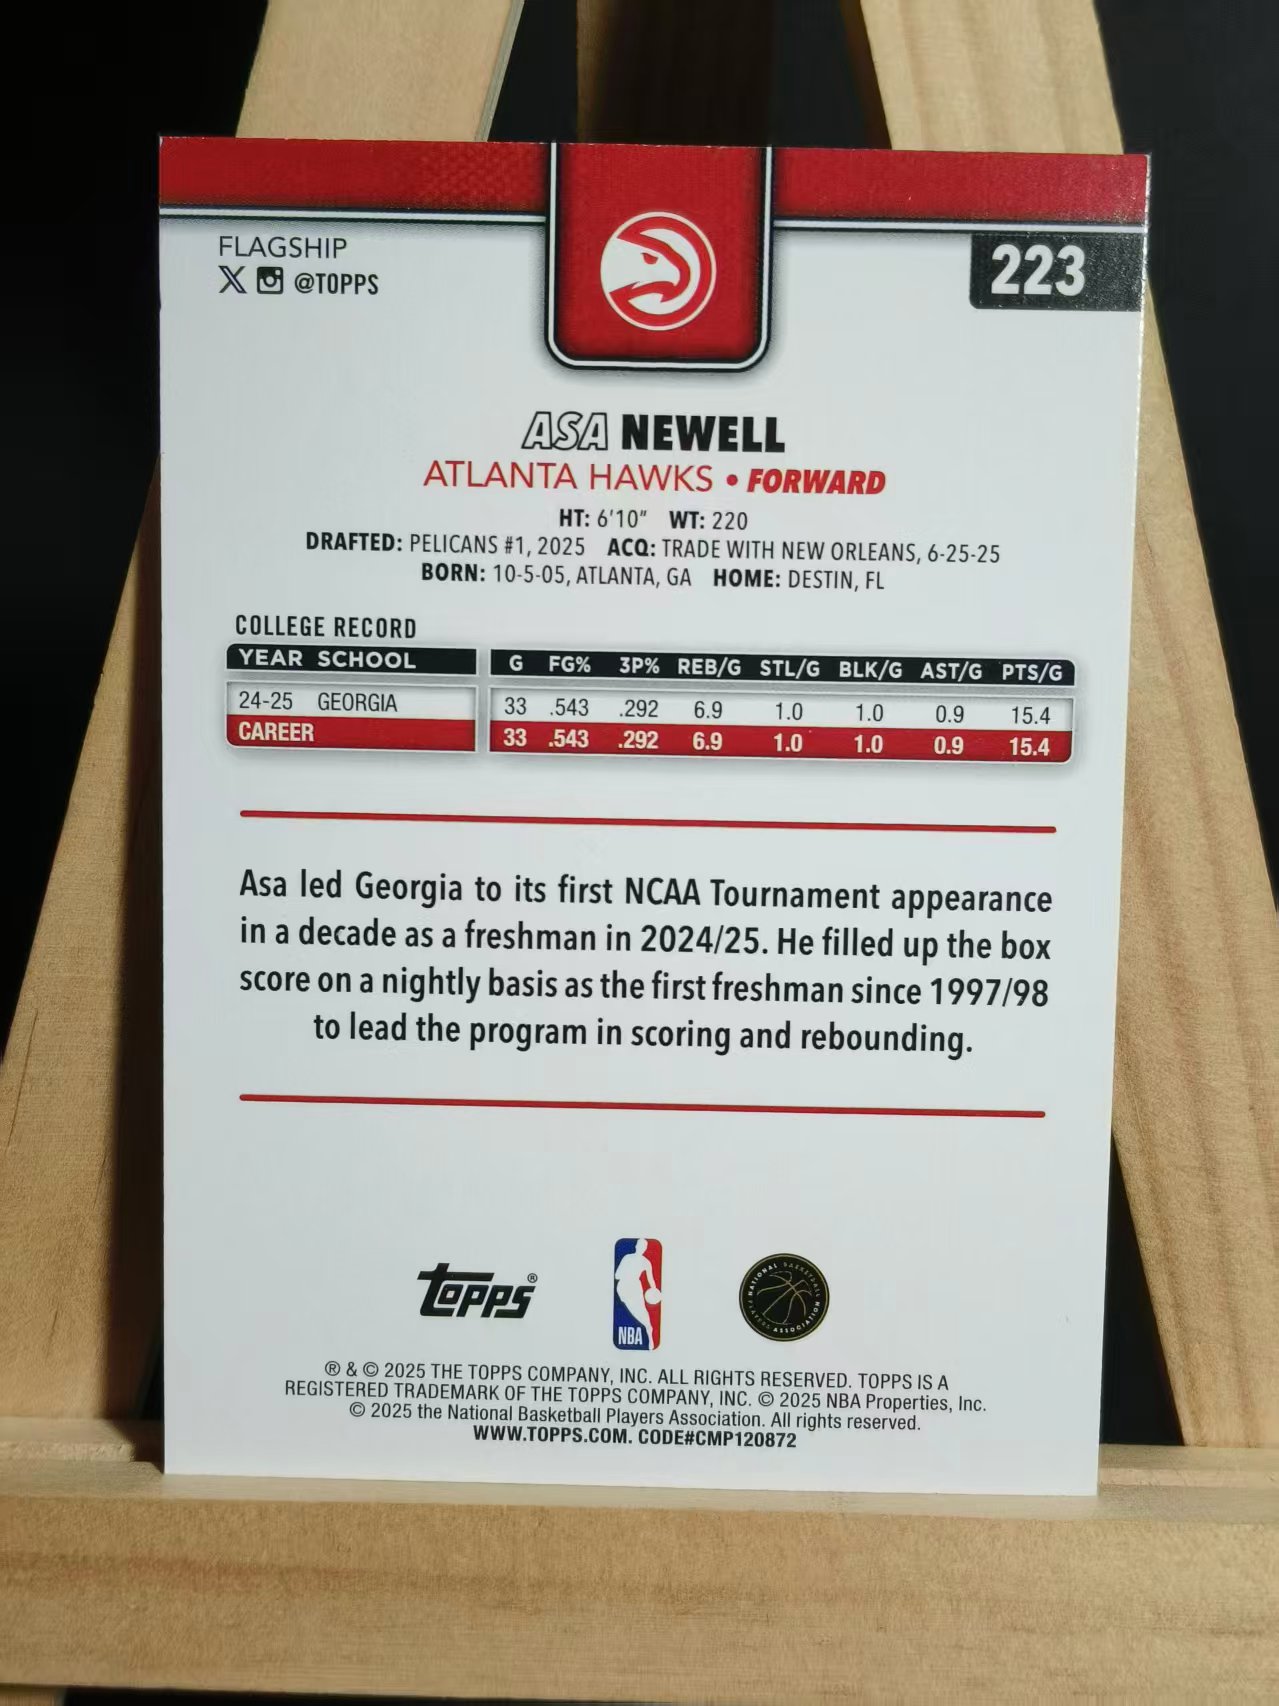 FLAGSHIP
223
X @TOPPS
ASA NEWELL
ATLANTA HAWKS • FORWARD
HT: 6'10" WT: 220
DRAFTED: PELICANS #1, 2025 ACQ: TRADE WITH NEW ORLEANS, 6-25-25
BORN: 10-5-05, ATLANTA, GA HOME: DESTIN, FL
COLLEGE RECORD
YEAR SCHOOL G FG% 3P% REB/G STL/G BLK/G AST/G PTS/G
24-25 GEORGIA 33 .543 .292 6.9 1.0 1.0 0.9 15.4
CAREER 33 .543 .292 6.9 1.0 1.0 0.9 15.4
Asa led Georgia to its first NCAA Tournament appearance
in a decade as a freshman in 2024/25. He filled up the box
score on a nightly basis as the first freshman since 1997/98
to lead the program in scoring and rebounding.
topps®
NBA
NATIONAL BASKETBALL PLAYERS ASSOCIATION
® & © 2025 THE TOPPS COMPANY, INC. ALL RIGHTS RESERVED. TOPPS IS A
REGISTERED TRADEMARK OF THE TOPPS COMPANY, INC. © 2025 NBA Properties, Inc.
© 2025 the National Basketball Players Association. All rights reserved.
WWW.TOPPS.COM. CODE#CMP120872